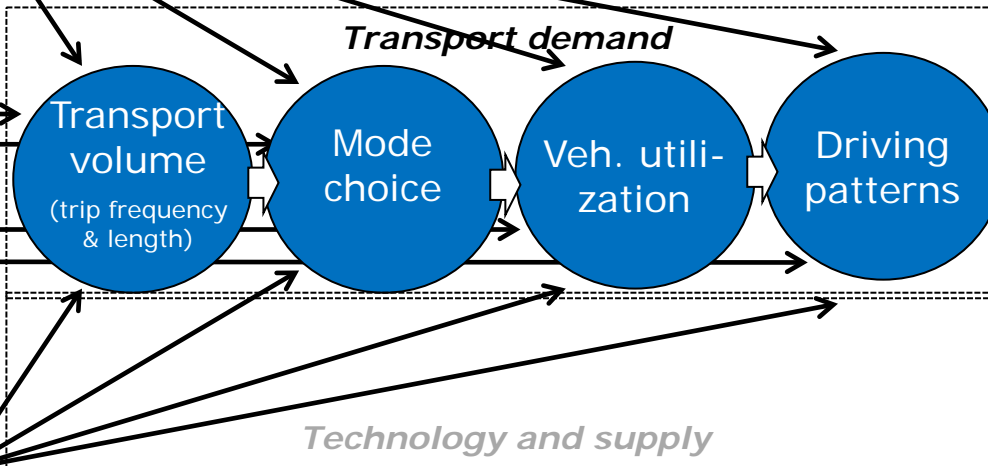 Transport demand
Transport
volume
(trip frequency
& length)
Mode
choice
Veh. utili-
zation
Driving
patterns
Technology and supply